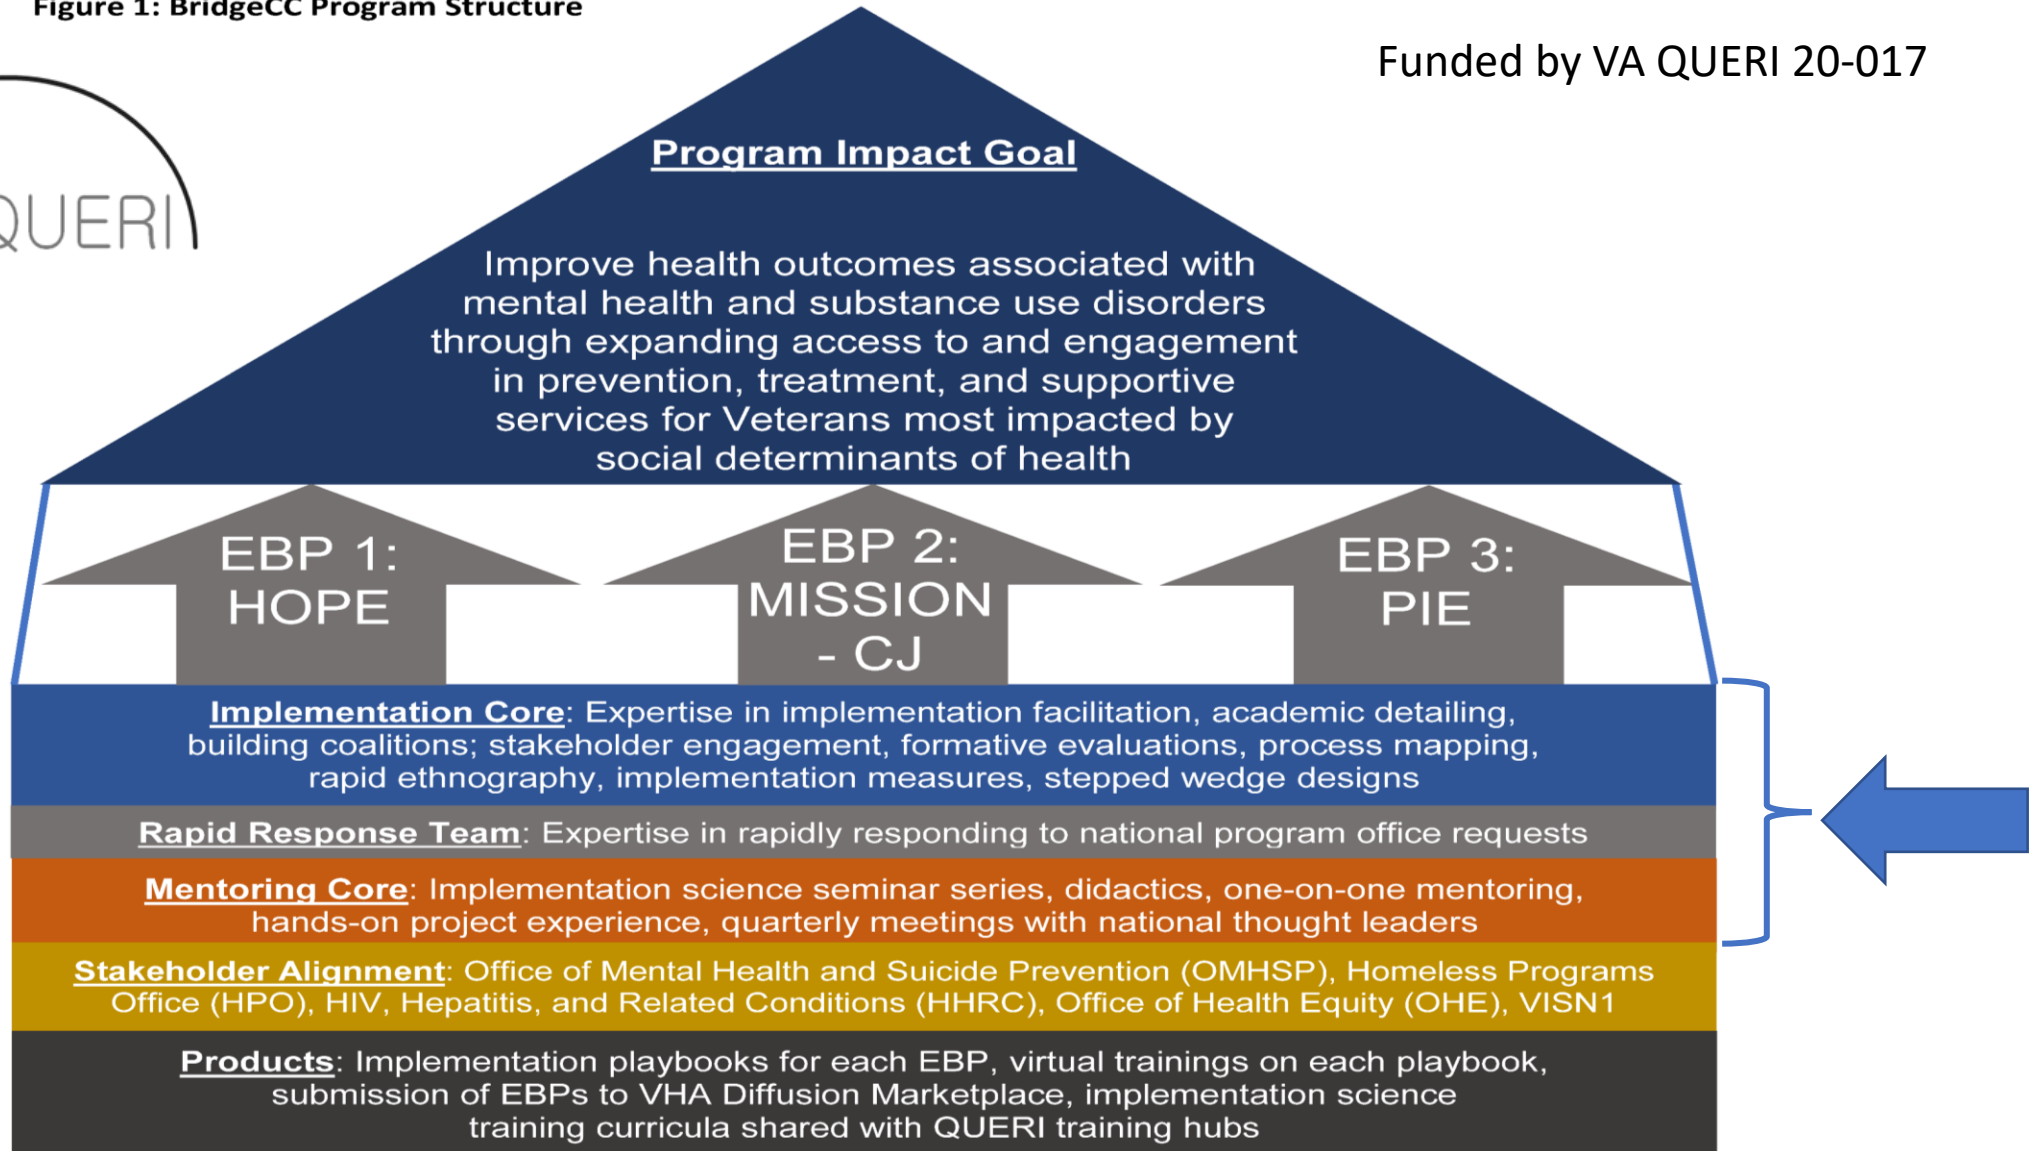 Figure 1: BridgeCC Program Structure
Funded by VA QUERI 20-017
QUERI
Program Impact Goal
Improve health outcomes associated with
mental health and substance use disorders
through expanding access to and engagement
in prevention, treatment, and supportive
services for Veterans most impacted by
social determinants of health
EBP 1:
HOPE
EBP 2:
MISSION
- CJ
EBP 3:
PIE
Implementation Core: Expertise in implementation facilitation, academic detailing,
building coalitions; stakeholder engagement, formative evaluations, process mapping,
rapid ethnography, implementation measures, stepped wedge designs
Rapid Response Team: Expertise in rapidly responding to national program office requests
Mentoring Core: Implementation science seminar series, didactics, one-on-one mentoring,
hands-on project experience, quarterly meetings with national thought leaders
Stakeholder Alignment: Office of Mental Health and Suicide Prevention (OMHSP), Homeless Programs
Office (HPO), HIV, Hepatitis, and Related Conditions (HHRC), Office of Health Equity (OHE), VISN1
Products: Implementation playbooks for each EBP, virtual trainings on each playbook,
submission of EBPs to VHA Diffusion Marketplace, implementation science
training curricula shared with QUERI training hubs